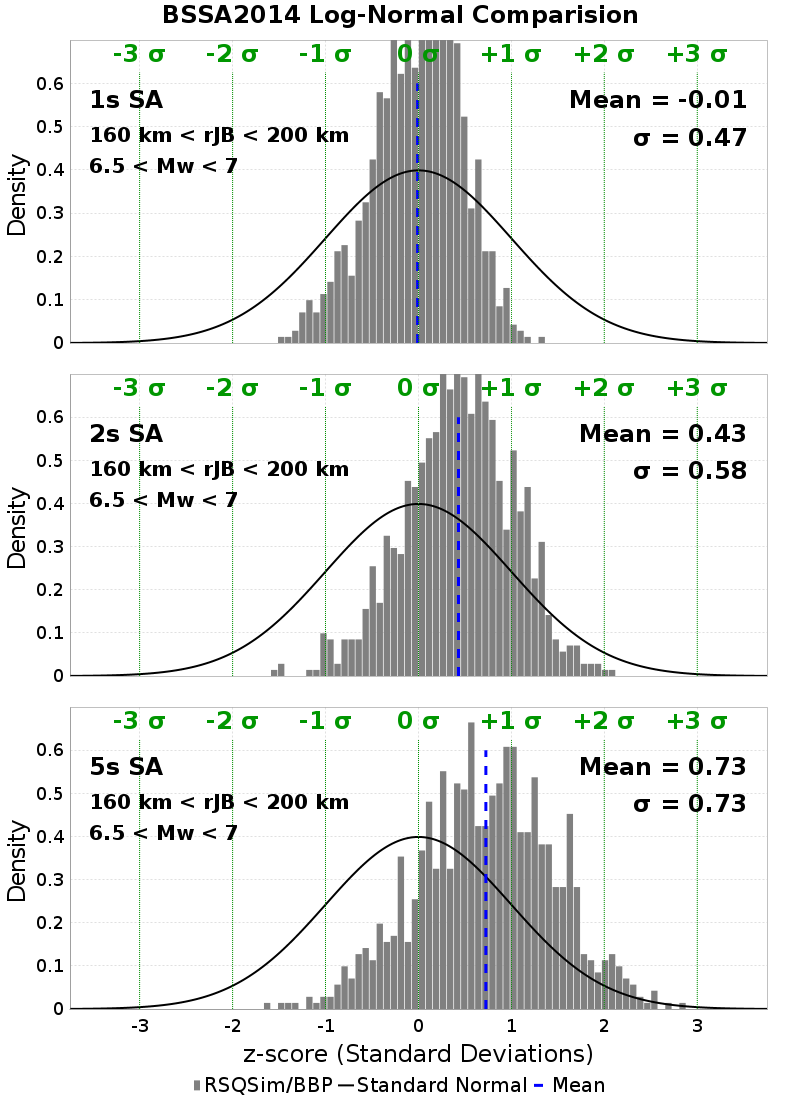 BSSA2014 Log-Normal Comparision
-3 σ -2 σ -1 σ 0 σ +1 σ +2 σ +3 σ
1s SA
Mean = -0.01
160 km < rJB < 200 km
σ = 0.47
6.5 < Mw < 7
Density
0.6
0.5
0.4
0.3
0.2
0.1
0
-3 σ -2 σ -1 σ 0 σ +1 σ +2 σ +3 σ
2s SA
Mean = 0.43
160 km < rJB < 200 km
σ = 0.58
6.5 < Mw < 7
Density
0.6
0.5
0.4
0.3
0.2
0.1
0
-3 σ -2 σ -1 σ 0 σ +1 σ +2 σ +3 σ
5s SA
Mean = 0.73
160 km < rJB < 200 km
σ = 0.73
6.5 < Mw < 7
Density
0.6
0.5
0.4
0.3
0.2
0.1
0
-3 -2 -1 0 1 2 3
z-score (Standard Deviations)
RSQSim/BBP Standard Normal Mean